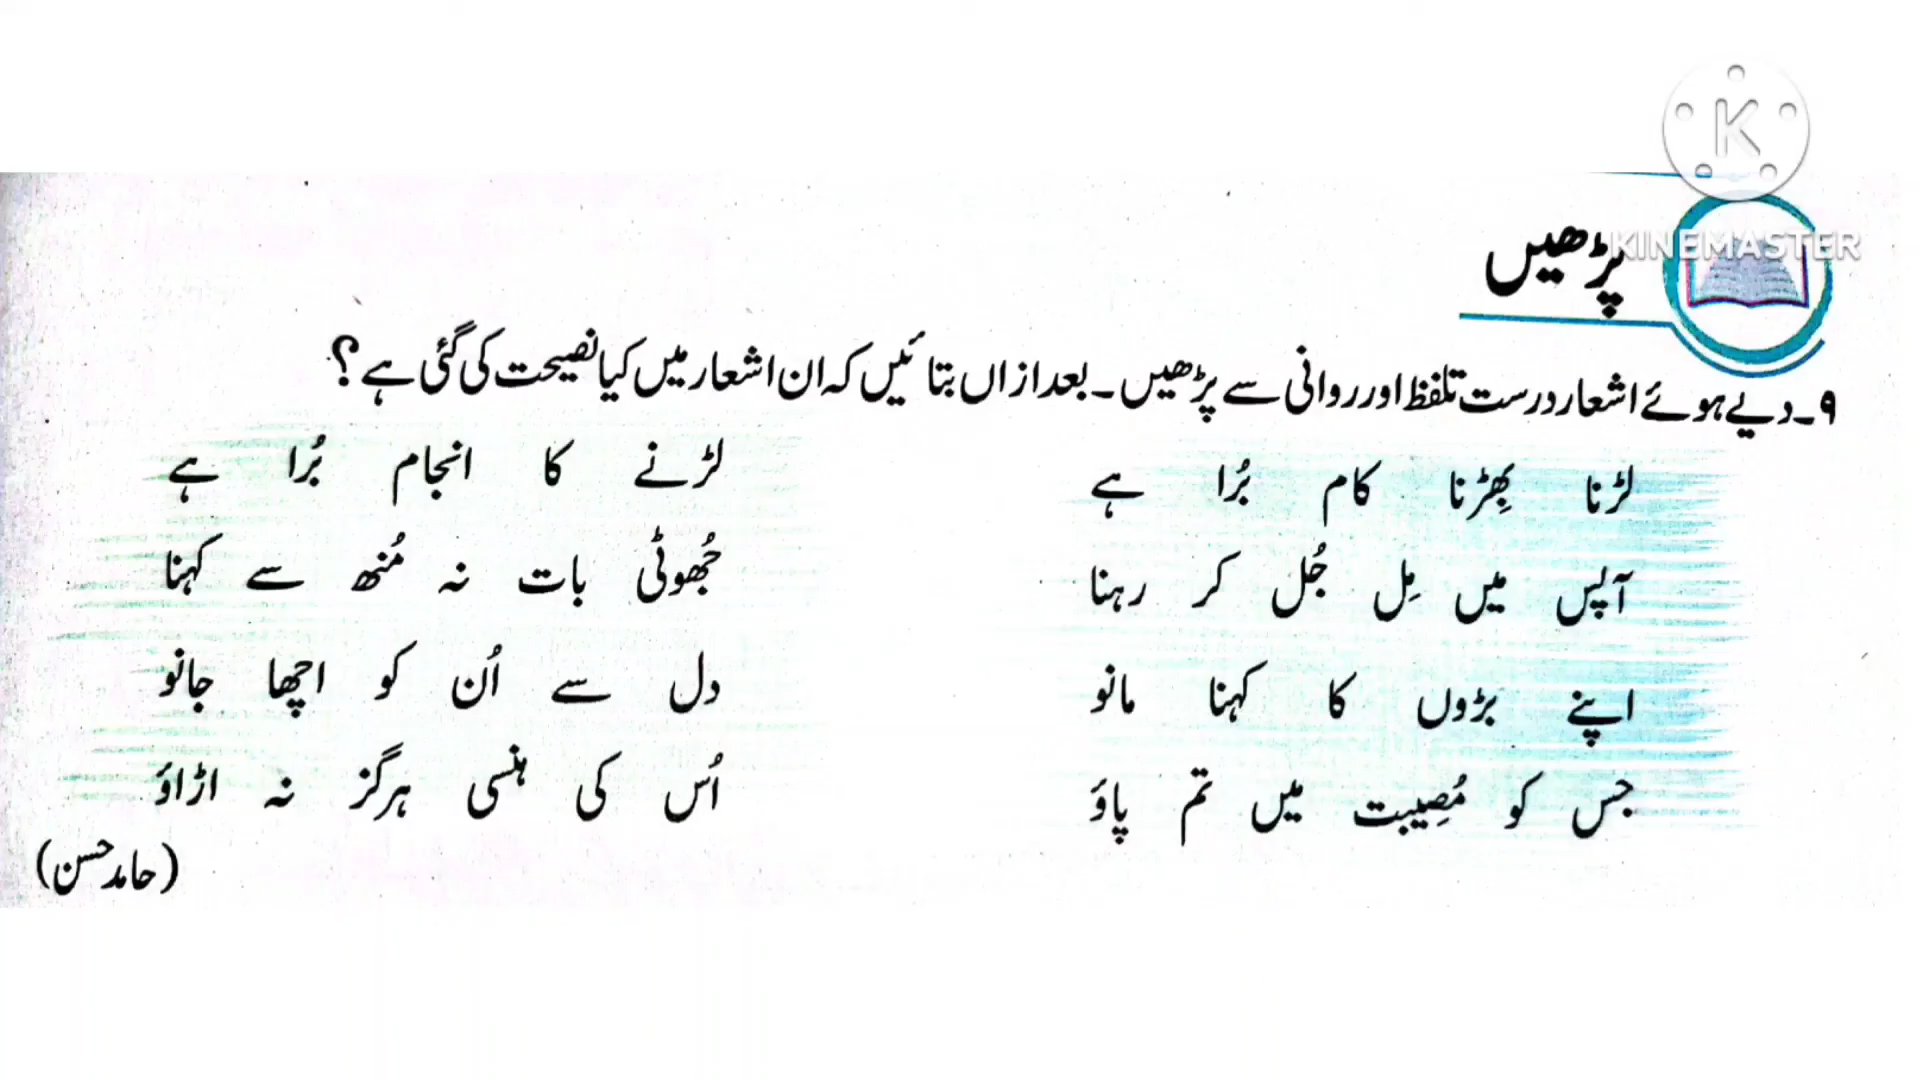 KINEMASTER
پڑھیں
۹۔ دیے ہوئے اشعار درست تلفظ اور روانی سے پڑھیں۔ بعد ازاں بتائیں کہ ان اشعار میں کیا نصیحت کی گئی ہے؟
لڑنا بِھڑنا کام بُرا ہے لڑنے کا انجام بُرا ہے
آپس میں مِل جُل کر رہنا جُھوٹی بات نہ مُنھ سے کہنا
اپنے بڑوں کا کہنا مانو دل سے اُن کو اچھا جانو
جس کو مُصِیبت میں تم پاؤ اُس کی ہنسی ہرگز نہ اڑاؤ
(حامد حسن)